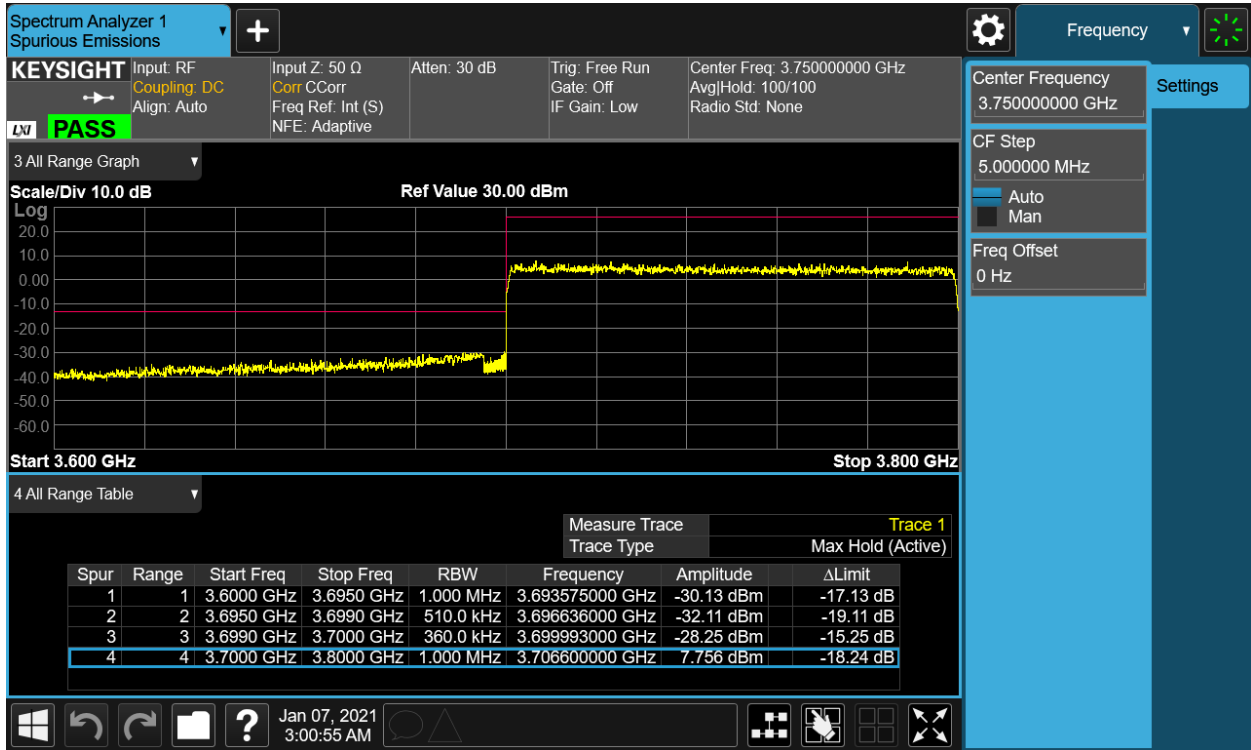 Spectrum Analyzer 1
Spurious Emissions
Frequency
KEYSIGHT
LXI
PASS
Input: RF
Coupling: DC
Align: Auto
Input Z: 50 Ω
Corr CCorr
Freq Ref: Int (S)
NFE: Adaptive
Atten: 30 dB
Trig: Free Run
Gate: Off
IF Gain: Low
Center Freq: 3.750000000 GHz
Avg|Hold: 100/100
Radio Std: None
Center Frequency
3.750000000 GHz
Settings
CF Step
5.000000 MHz
Auto
Man
Freq Offset
0 Hz
3 All Range Graph
Scale/Div 10.0 dB
Ref Value 30.00 dBm
Log
20.0
10.0
0.00
-10.0
-20.0
-30.0
-40.0
-50.0
-60.0
Start 3.600 GHz
Stop 3.800 GHz
4 All Range Table
Measure Trace Trace 1
Trace Type Max Hold (Active)
Spur Range Start Freq Stop Freq RBW Frequency Amplitude ΔLimit
1 1 3.6000 GHz 3.6950 GHz 1.000 MHz 3.693575000 GHz -30.13 dBm -17.13 dB
2 2 3.6950 GHz 3.6990 GHz 510.0 kHz 3.696636000 GHz -32.11 dBm -19.11 dB
3 3 3.6990 GHz 3.7000 GHz 360.0 kHz 3.699993000 GHz -28.25 dBm -15.25 dB
4 4 3.7000 GHz 3.8000 GHz 1.000 MHz 3.706600000 GHz 7.756 dBm -18.24 dB
?
Jan 07, 2021
3:00:55 AM